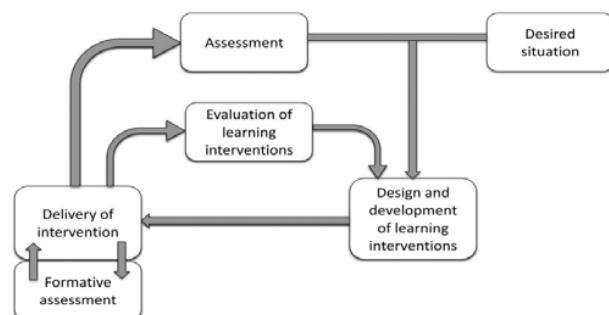 Assessment
Desired
situation
Evaluation of
learning
interventions
Design and
development
of learning
interventions
Delivery of
intervention
Formative
assessment